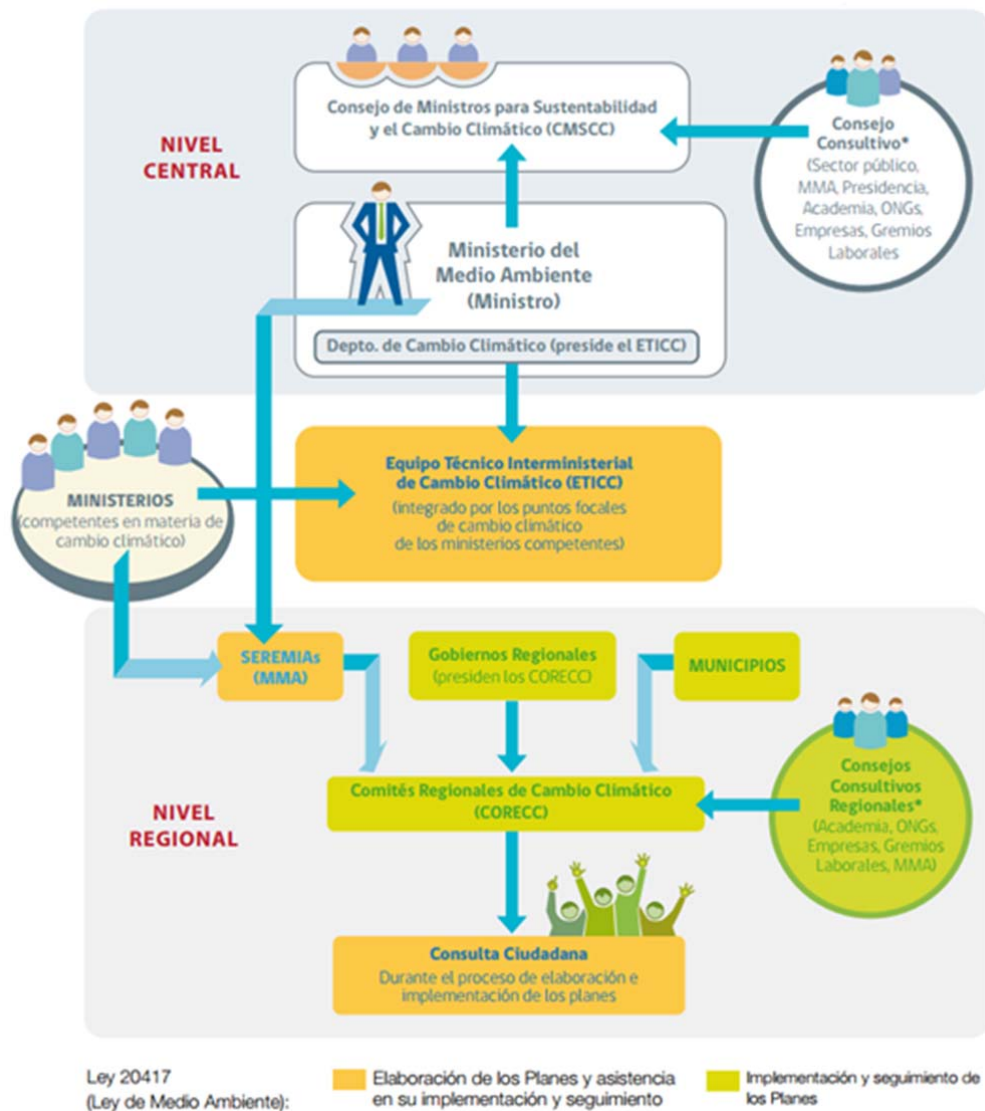 Consejo de Ministros para Sustentabilidad
y el Cambio Climático (CMSCC)
Consejo
Consultivo*
(Sector público,
MMA, Presidencia,
Academia, ONGs,
Empresas, Gremios
Laborales
NIVEL
CENTRAL
Ministerio del
Medio Ambiente
(Ministro)
Depto. de Cambio Climático (preside el ETICC)
Equipo Técnico Interministerial
de Cambio Climático (ETICC)
(integrado por los puntos focales
de cambio climático
de los ministerios competentes)
MINISTERIOS
(competentes en materia de
cambio climático)
SEREMIAs
(MMA)
Gobiernos Regionales
(presiden los CORECC)
MUNICIPIOS
NIVEL
REGIONAL
Comités Regionales de Cambio Climático
(CORECC)
Consejos
Consultivos
Regionales*
(Academia, ONGs,
Empresas, Gremios
Laborales, MMA)
Consulta Ciudadana
Durante el proceso de elaboración e
implementación de los planes
Ley 20417
(Ley de Medio Ambiente):
Elaboración de los Planes y asistencia
en su implementación y seguimiento
Implementación y seguimiento de
los Planes